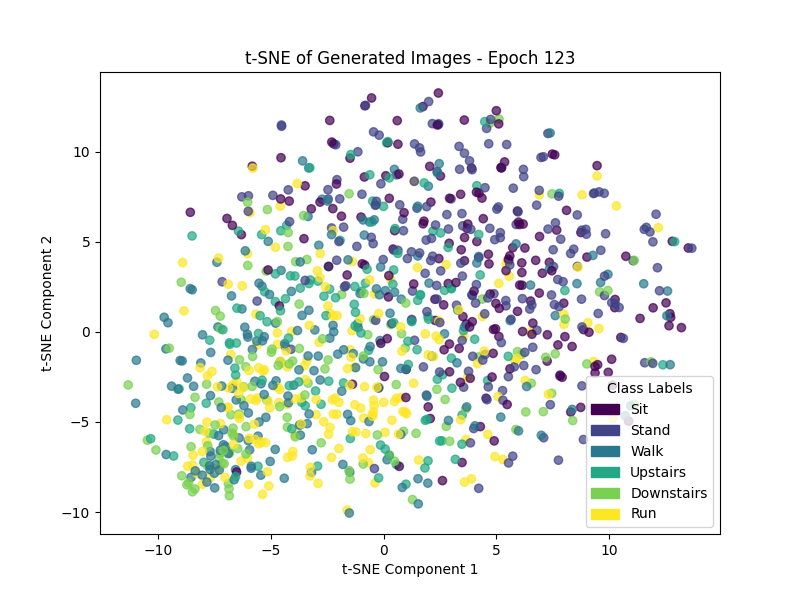 t-SNE of Generated Images - Epoch 123
t-SNE Component 2
10
5
0
−5
−10
−10
−5
0
5
10
t-SNE Component 1
Class Labels
Sit
Stand
Walk
Upstairs
Downstairs
Run